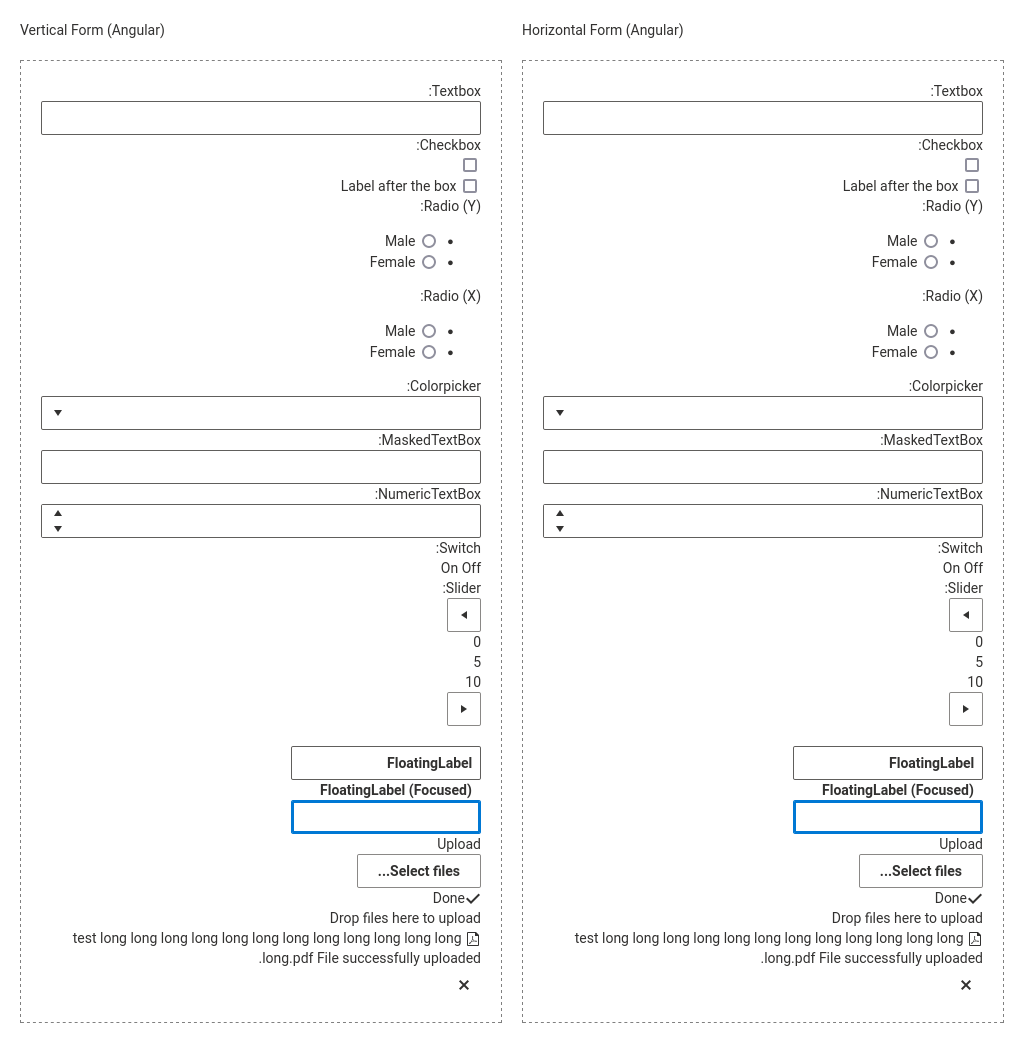 Vertical Form (Angular)
:Textbox
:Checkbox
Label after the box
:Radio (Y)
Male
Female
:Radio (X)
Male
Female
:Colorpicker
:MaskedTextBox
:NumericTextBox
:Switch
On Off
:Slider
0
5
10
FloatingLabel
FloatingLabel (Focused)
Upload
...Select files
Done
Drop files here to upload
test long long long long long long long long long long long long
.long.pdf File successfully uploaded
Horizontal Form (Angular)
:Textbox
:Checkbox
Label after the box
:Radio (Y)
Male
Female
:Radio (X)
Male
Female
:Colorpicker
:MaskedTextBox
:NumericTextBox
:Switch
On Off
:Slider
0
5
10
FloatingLabel
FloatingLabel (Focused)
Upload
...Select files
Done
Drop files here to upload
test long long long long long long long long long long long long
.long.pdf File successfully uploaded